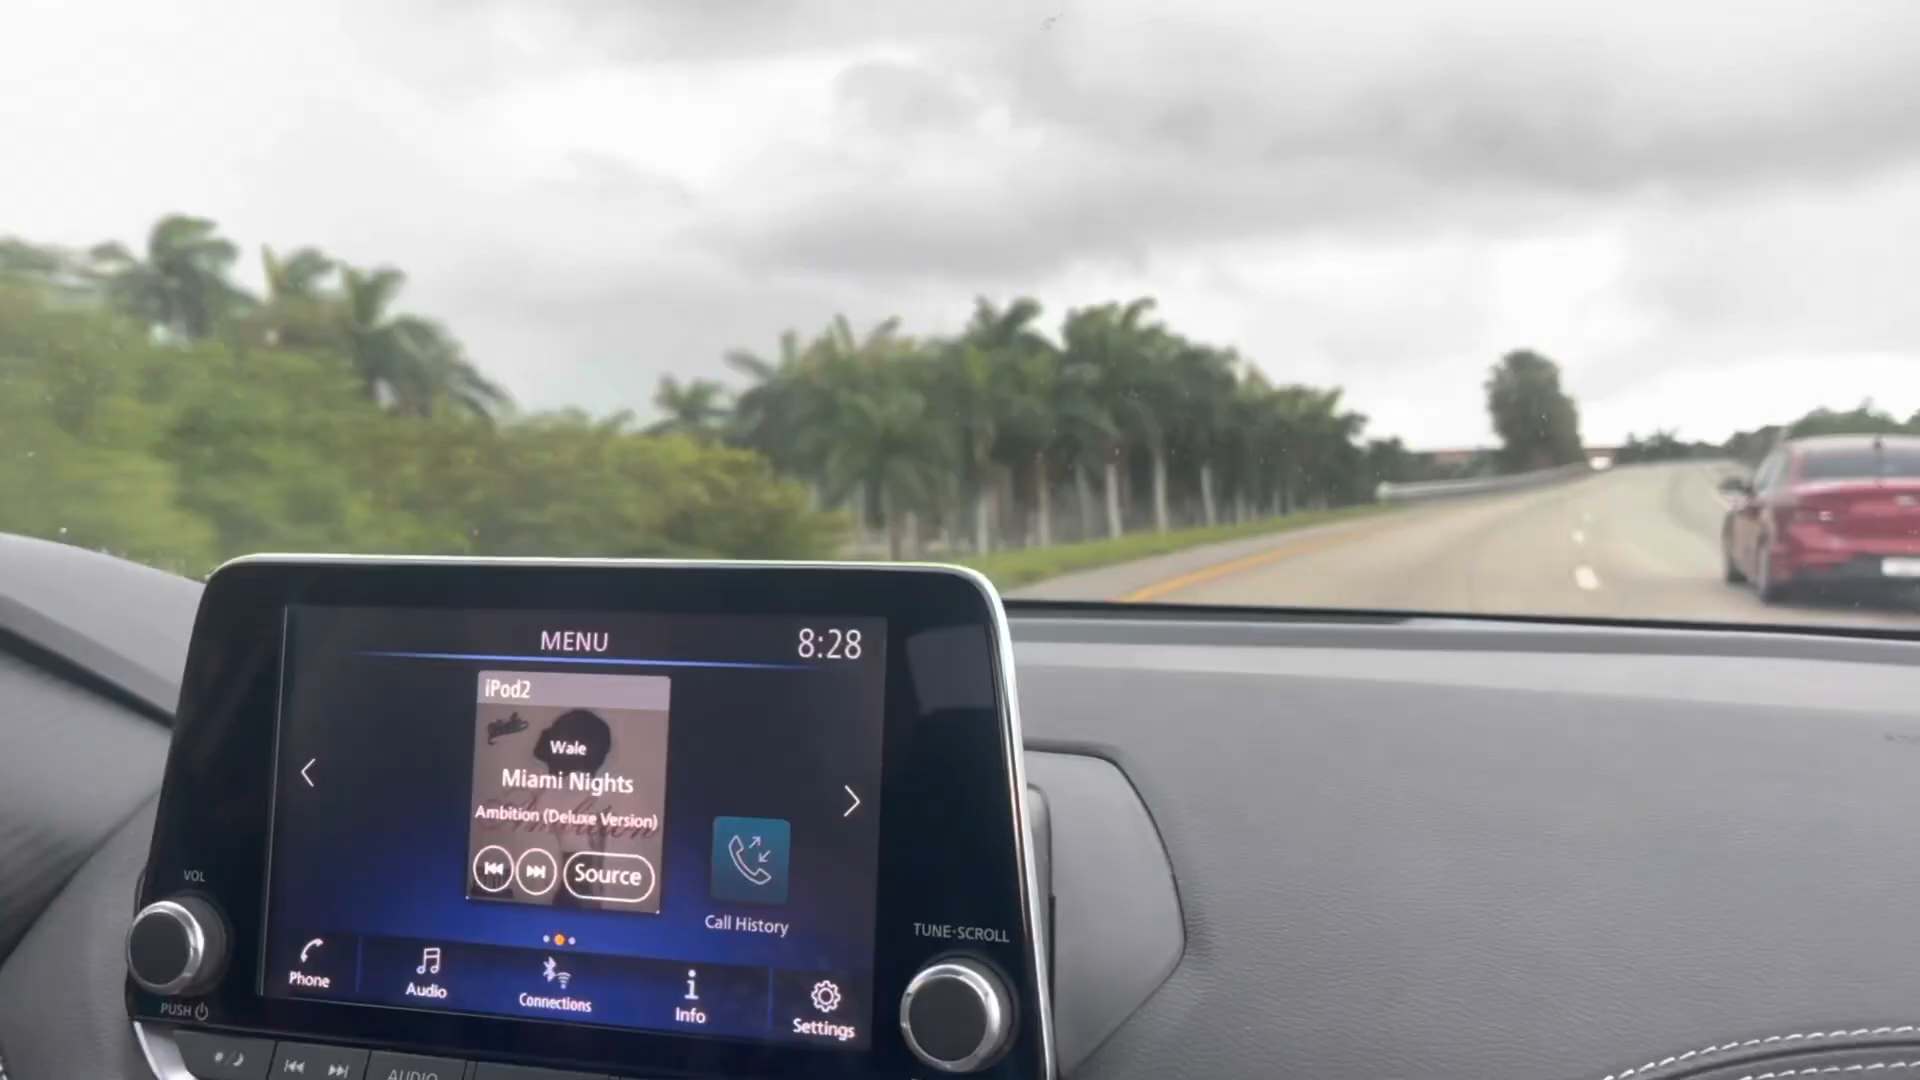 MENU
8:28
iPod2
Wale
Miami Nights
Ambition (Deluxe Version)
Source
Call History
Phone
Audio
Connections
Info
Settings
VOL
PUSH
TUNE·SCROLL
AUDIO